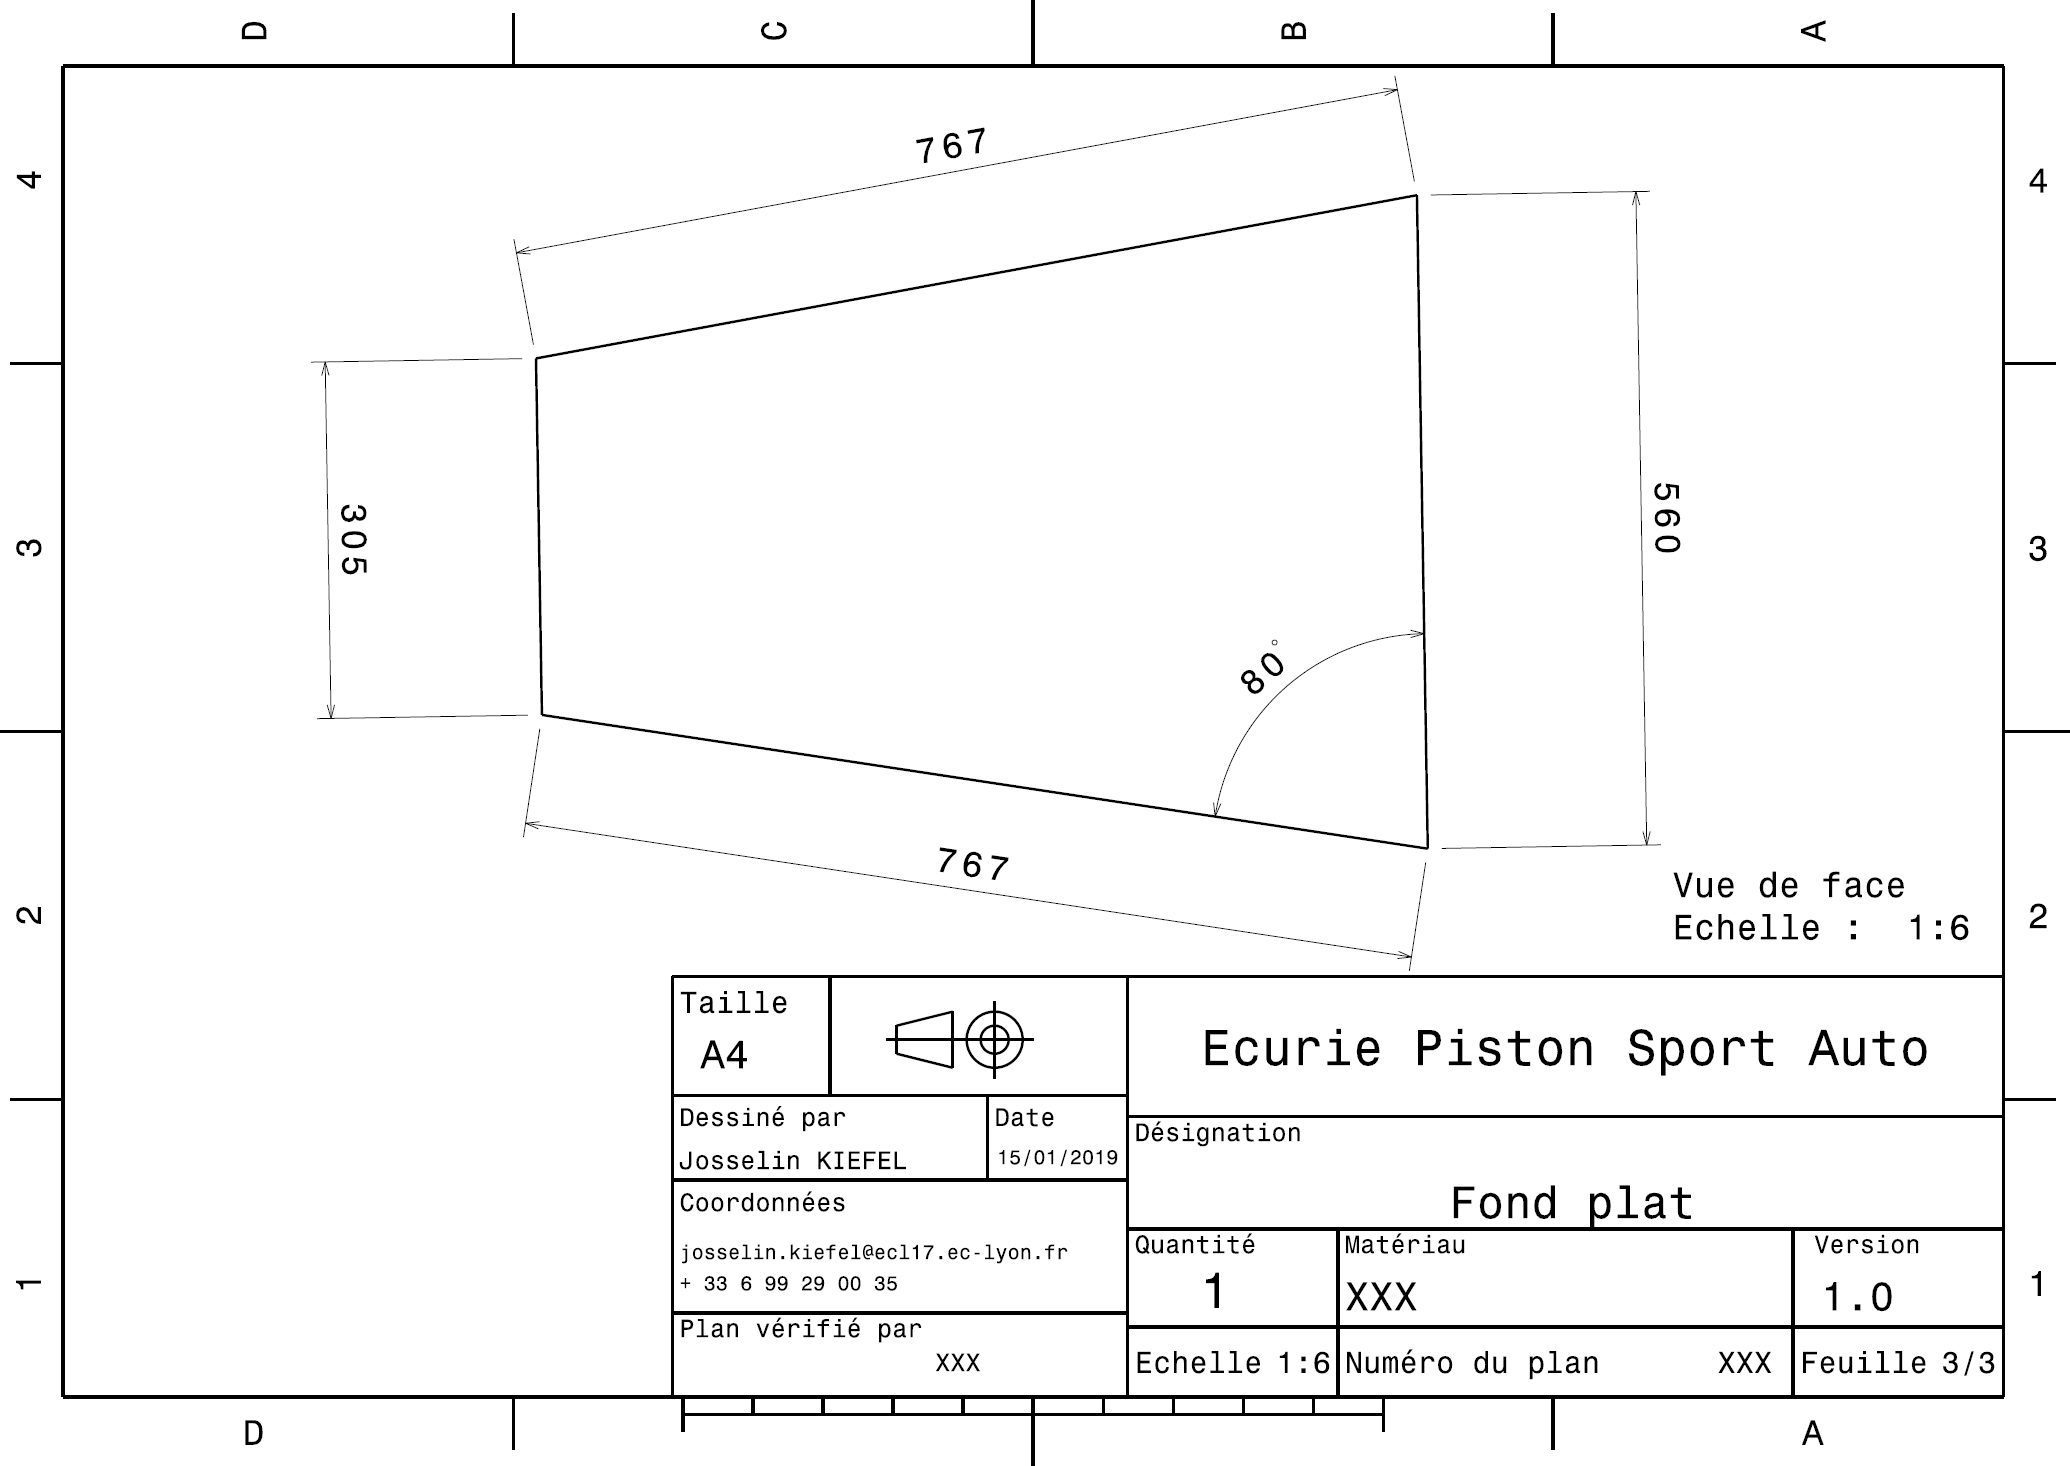 D C B A
4 4
767
305
560
80°
767
3 3
Vue de face
Echelle : 1:6
2 2
Taille
A4
Ecurie Piston Sport Auto
Dessiné par
Josselin KIEFEL
Date
15/01/2019
Désignation
Fond plat
Coordonnées
josselin.kiefel@ecl17.ec-lyon.fr
+ 33 6 99 29 00 35
Quantité
1
Matériau
XXX
Version
1.0
1 1
Plan vérifié par
XXX
Echelle 1:6
Numéro du plan XXX
Feuille 3/3
D A